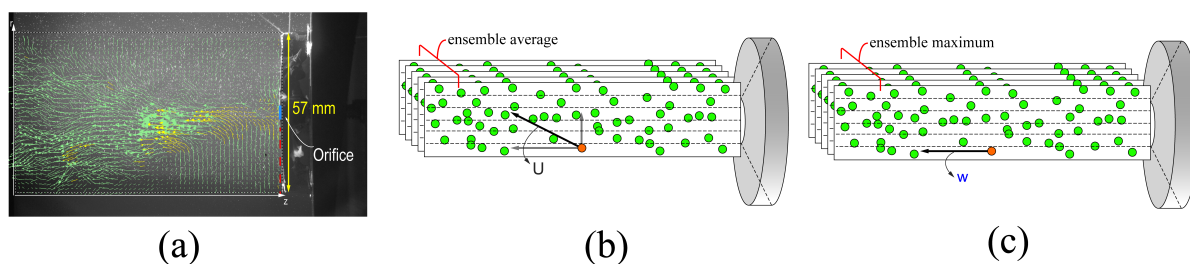 r
57 mm
Orifice
z
(a)
ensemble average
U
(b)
ensemble maximum
w
(c)